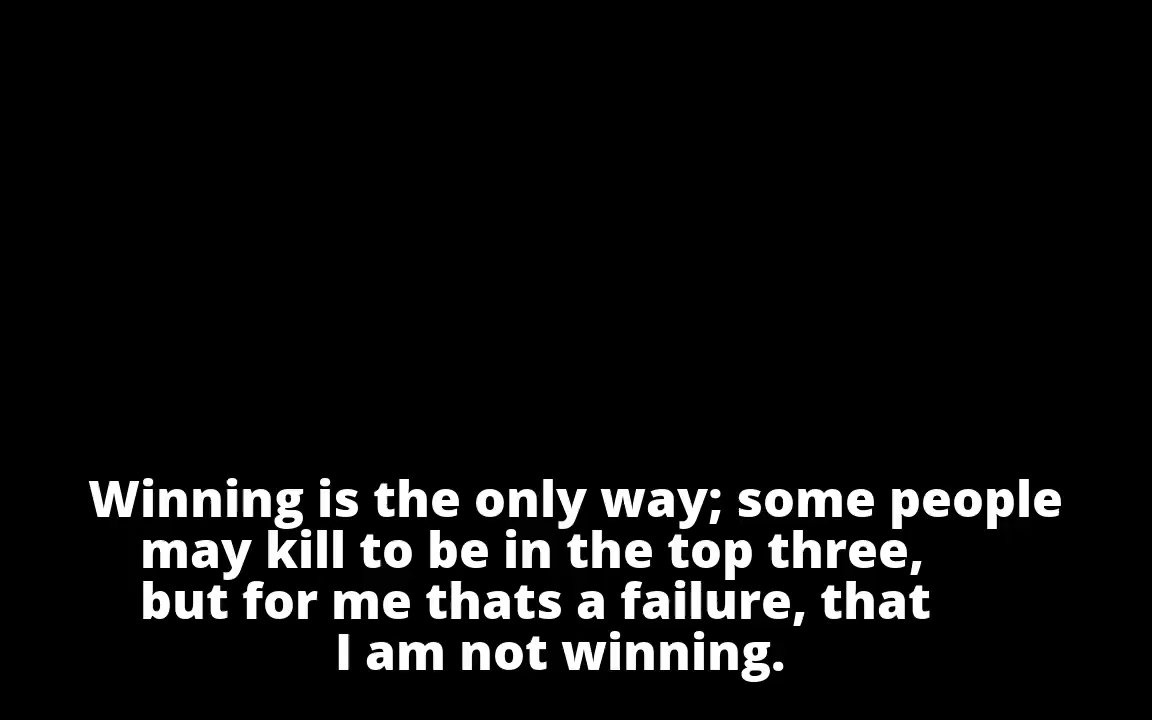 Winning is the only way; some people
may kill to be in the top three,
but for me thats a failure, that
I am not winning.